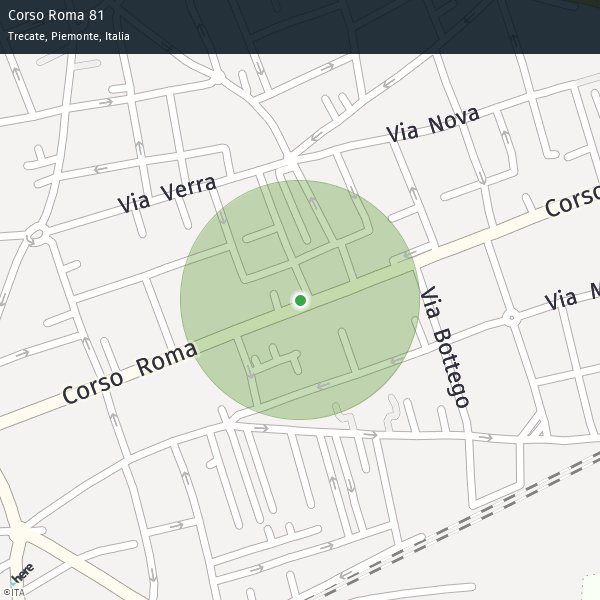 Corso Roma 81
Trecate, Piemonte, Italia
Via Nova
Via Verra
Corso
Via M
Via Bottego
Corso Roma
here
©ITA